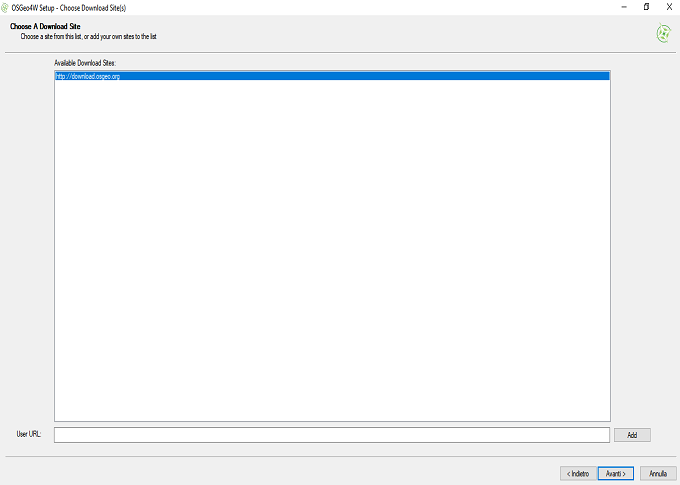 OSGeo4W Setup - Choose Download Site(s)
Choose A Download Site
Choose a site from this list, or add your own sites to the list
Available Download Sites:
http://download.osgeo.org
User URL:
Add
< Indietro
Avanti >
Annulla